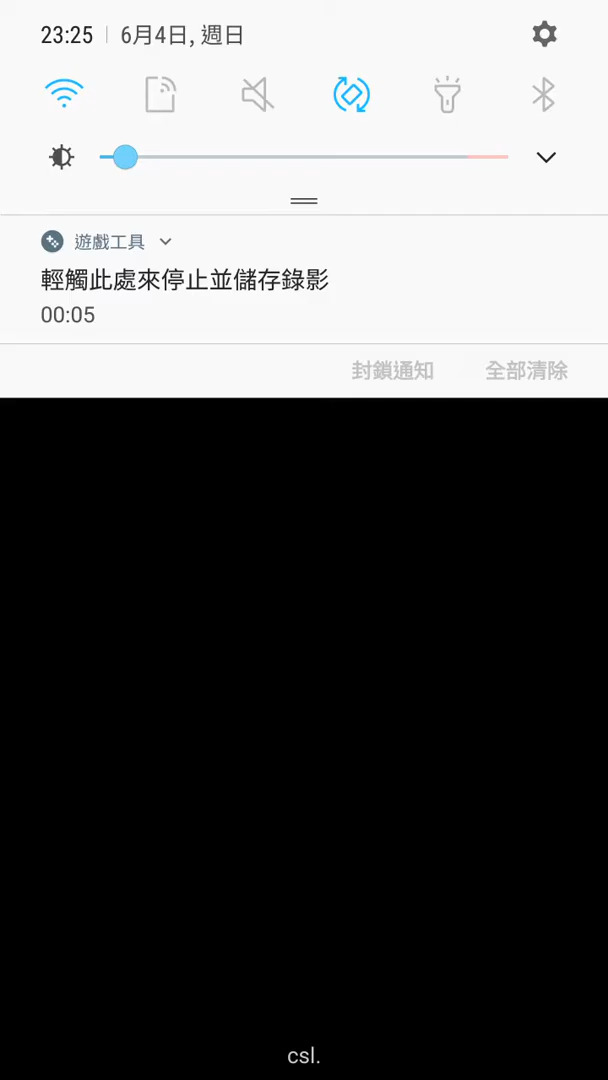 23:25 6月4日, 週日
遊戲工具
輕觸此處來停止並儲存錄影
00:05
封鎖通知 全部清除
csl.